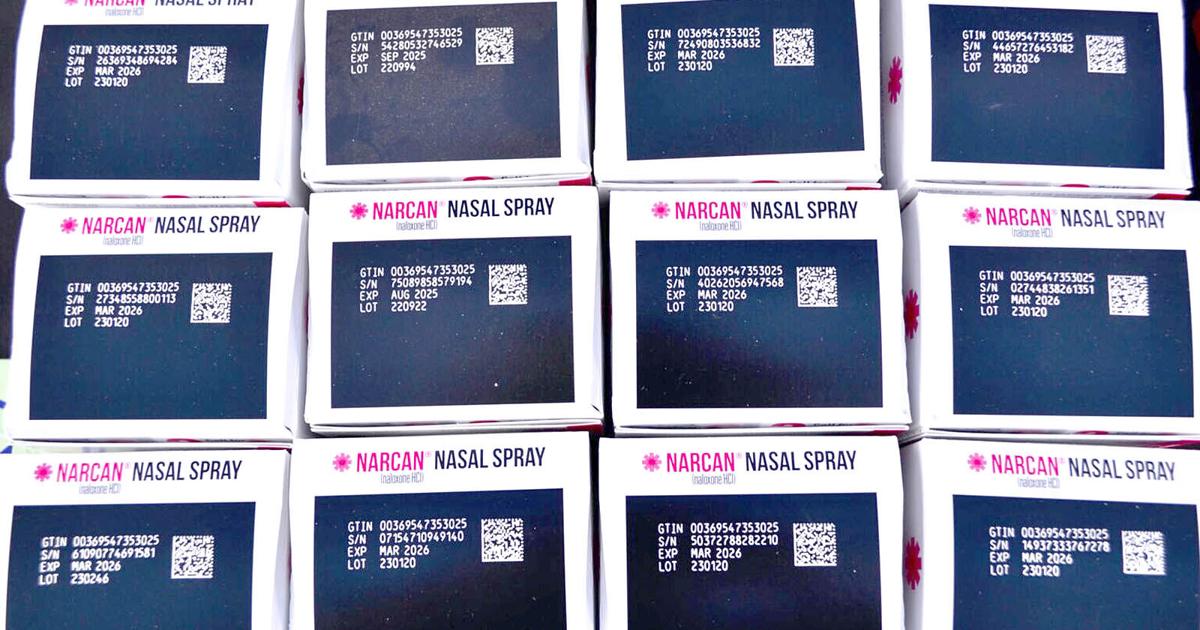 NARCAN® NASAL SPRAY
GTIN 00369547353025
S/N 26369348694284
EXP MAR 2026
LOT 230120
GTIN 00369547353025
S/N 54280532746529
EXP SEP 2025
LOT 220994
GTIN 00369547353025
S/N 72490803536832
EXP MAR 2026
LOT 230120
GTIN 00369547353025
S/N 44657276453182
EXP MAR 2026
LOT 230120
NARCAN® NASAL SPRAY
(naloxone HCl)
GTIN 00369547353025
S/N 27348558800113
EXP MAR 2026
LOT 230120
NARCAN® NASAL SPRAY
(naloxone HCl)
GTIN 00369547353025
S/N 75089858579194
EXP AUG 2025
LOT 220922
NARCAN® NASAL SPRAY
(naloxone HCl)
GTIN 00369547353025
S/N 40262056947568
EXP MAR 2026
LOT 230120
NARCAN® NASAL SPRAY
(naloxone HCl)
GTIN 00369547353025
S/N 02744838261351
EXP MAR 2026
LOT 230120
NARCAN® NASAL SPRAY
(naloxone HCl)
GTIN 00369547353025
S/N 61090774691581
EXP MAR 2026
LOT 230246
NARCAN® NASAL SPRAY
(naloxone HCl)
GTIN 00369547353025
S/N 07154710949140
EXP MAR 2026
LOT 230120
NARCAN® NASAL SPRAY
(naloxone HCl)
GTIN 00369547353025
S/N 50372788282210
EXP MAR 2026
LOT 230120
NARCAN® NASAL SPRAY
(naloxone HCl)
GTIN 00369547353025
S/N 14937333767278
EXP MAR 2026
LOT 230120